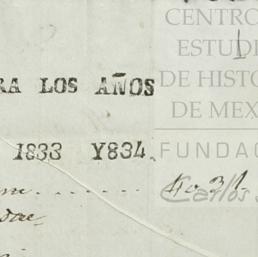 CENTRO
ESTUDI
RA LOS AÑOS
DE HISTO
DE MEX
1833 Y834.
FUNDAC
Carlos S